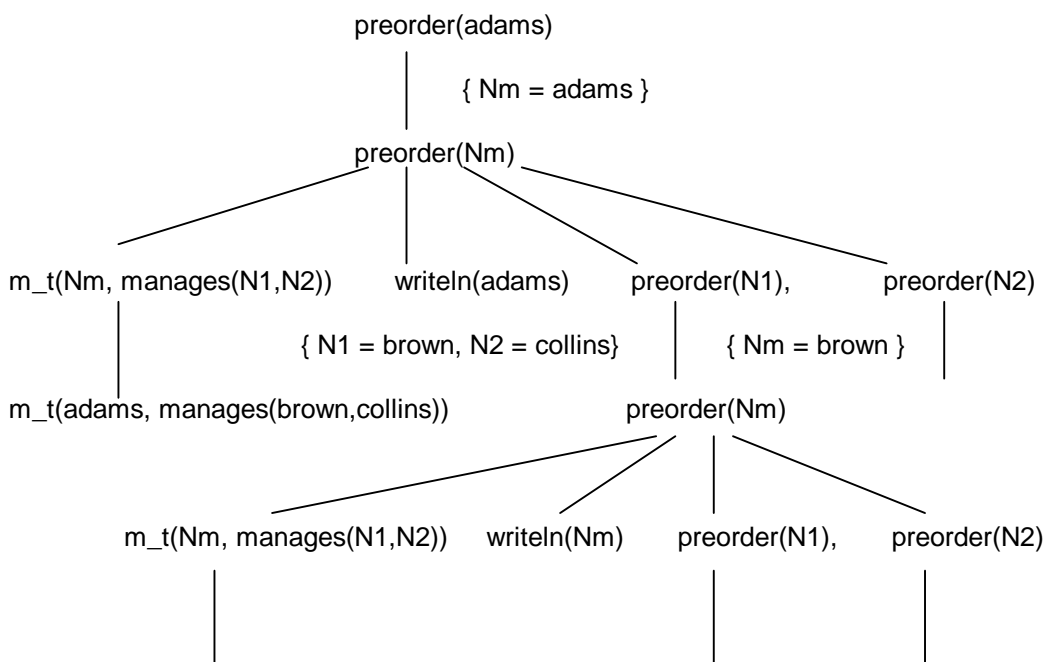 preorder(adams)
{ Nm = adams }
preorder(Nm)
m_t(Nm, manages(N1,N2)) writeln(adams) preorder(N1), preorder(N2)
{ N1 = brown, N2 = collins} { Nm = brown }
m_t(adams, manages(brown,collins)) preorder(Nm)
m_t(Nm, manages(N1,N2)) writeln(Nm) preorder(N1), preorder(N2)